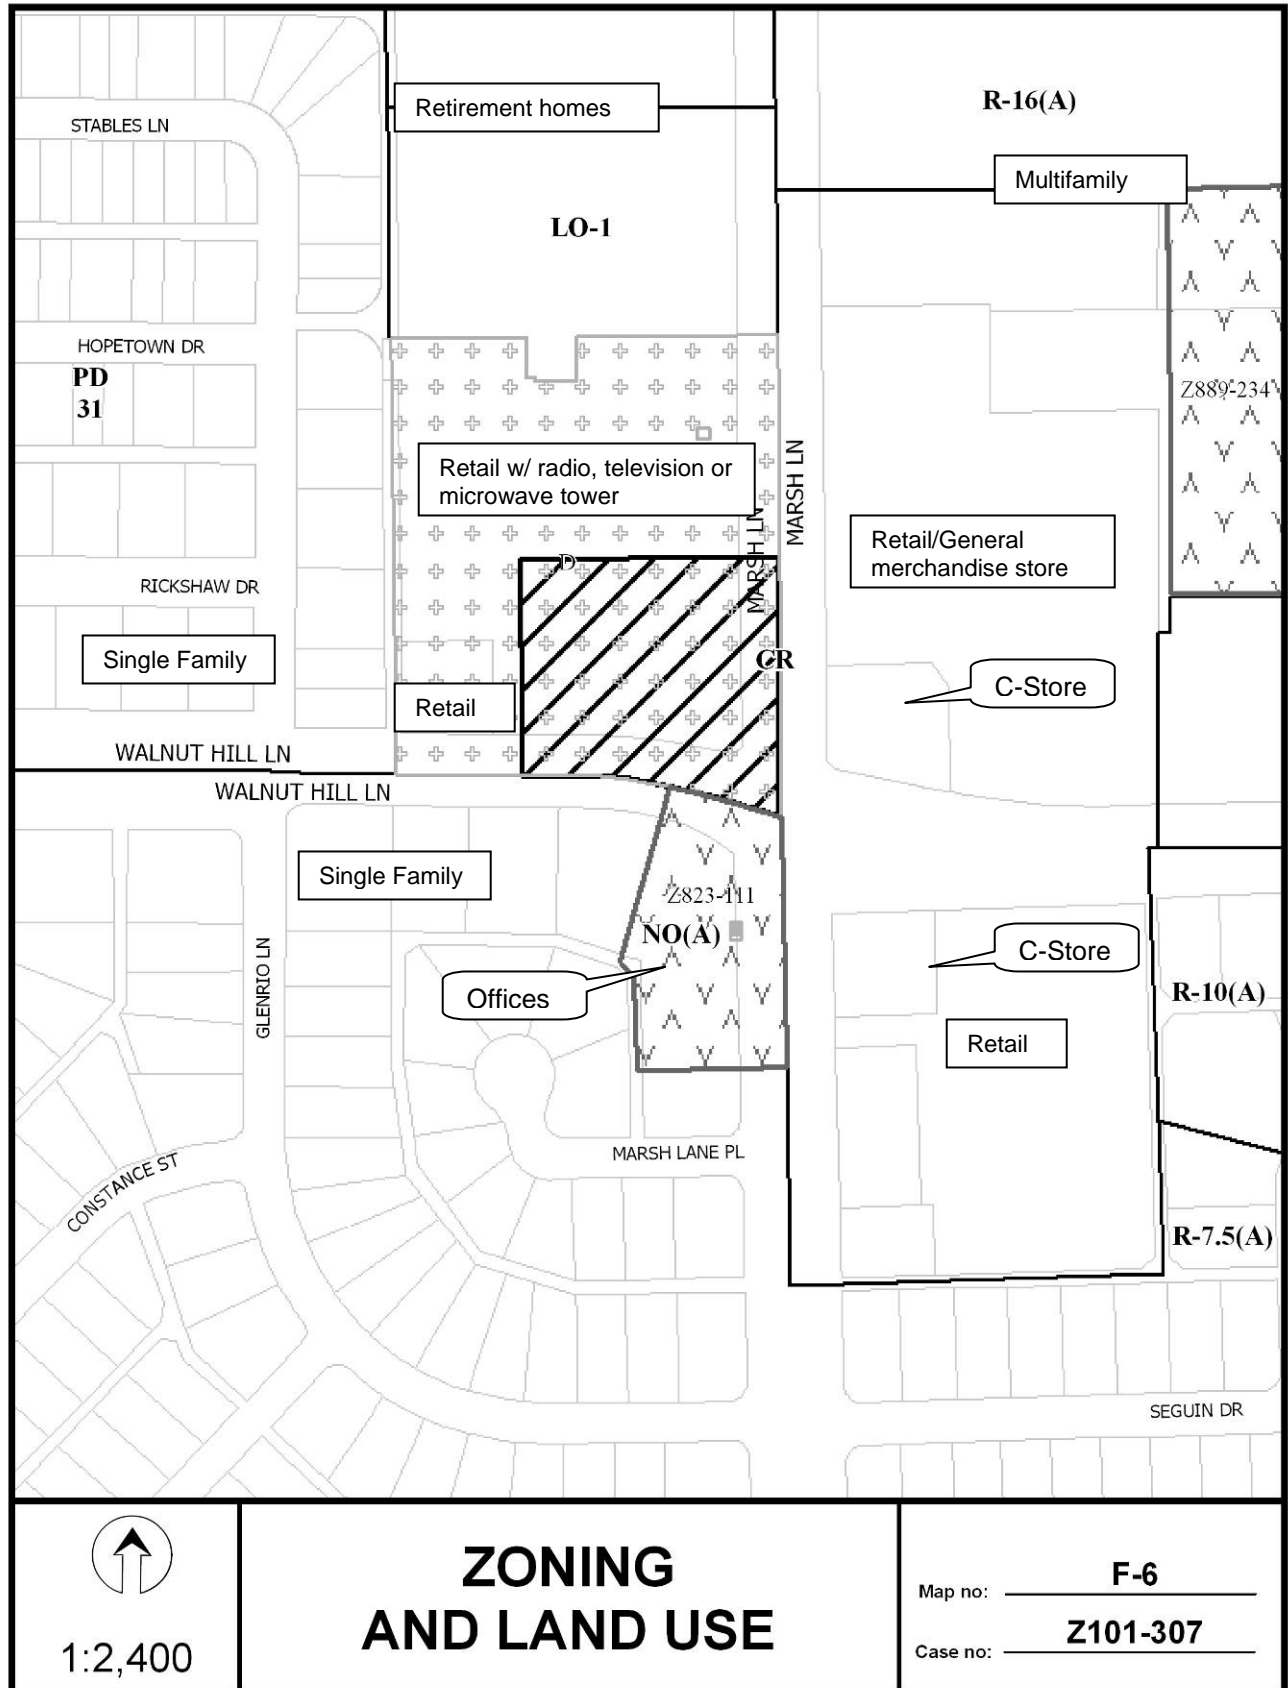 Retirement homes
R-16(A)
STABLES LN
Multifamily
LO-1
HOPETOWN DR
PD
31
Z889-234
Retail w/ radio, television or
microwave tower
MARSH LN
MARSH LN
Retail/General
merchandise store
D
RICKSHAW DR
Single Family
CR
C-Store
Retail
WALNUT HILL LN
WALNUT HILL LN
Single Family
Z823-111
NO(A)
C-Store
GLENRIO LN
Offices
R-10(A)
Retail
MARSH LANE PL
CONSTANCE ST
R-7.5(A)
SEGUIN DR
1:2,400
ZONING
AND LAND USE
Map no: F-6
Case no: Z101-307